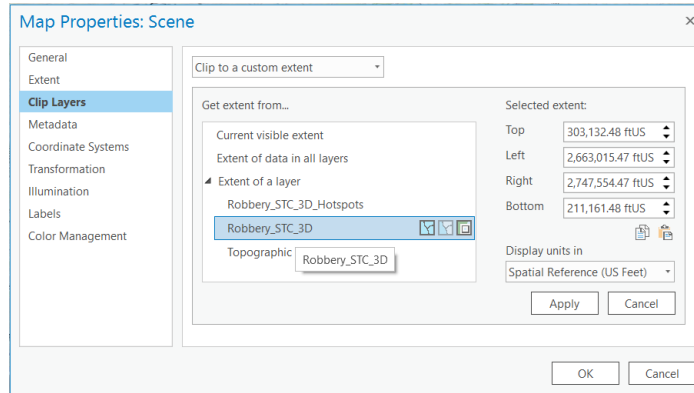 Map Properties: Scene
General
Extent
Clip Layers
Metadata
Coordinate Systems
Transformation
Illumination
Labels
Color Management
Clip to a custom extent
Get extent from...
Current visible extent
Extent of data in all layers
Extent of a layer
Robbery_STC_3D_Hotspots
Robbery_STC_3D
Topographic
Robbery_STC_3D
Selected extent:
Top 303,132.48 ftUS
Left 2,663,015.47 ftUS
Right 2,747,554.47 ftUS
Bottom 211,161.48 ftUS
Display units in
Spatial Reference (US Feet)
Apply Cancel
OK Cancel